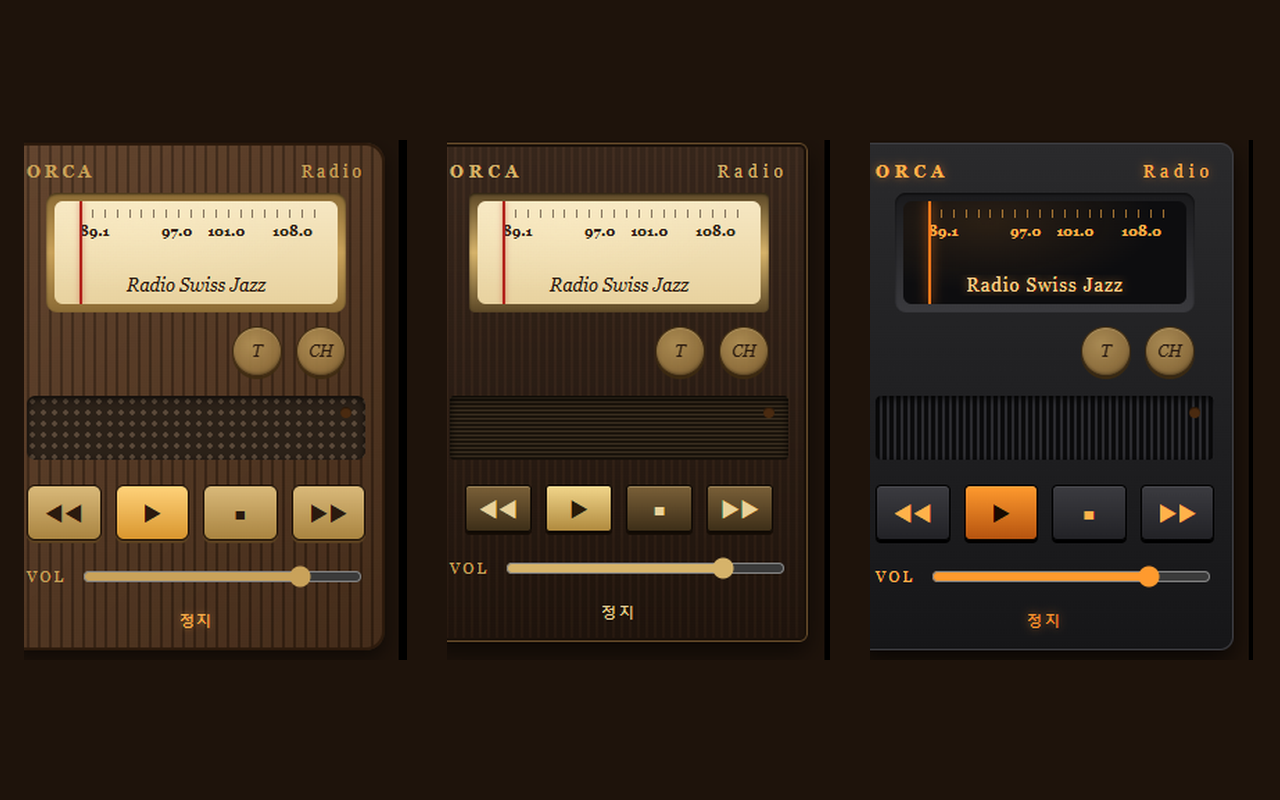 ORCA Radio
89.1 97.0 101.0 108.0
Radio Swiss Jazz
T CH
VOL
정지
ORCA Radio
89.1 97.0 101.0 108.0
Radio Swiss Jazz
T CH
VOL
정지
ORCA Radio
89.1 97.0 101.0 108.0
Radio Swiss Jazz
T CH
VOL
정지